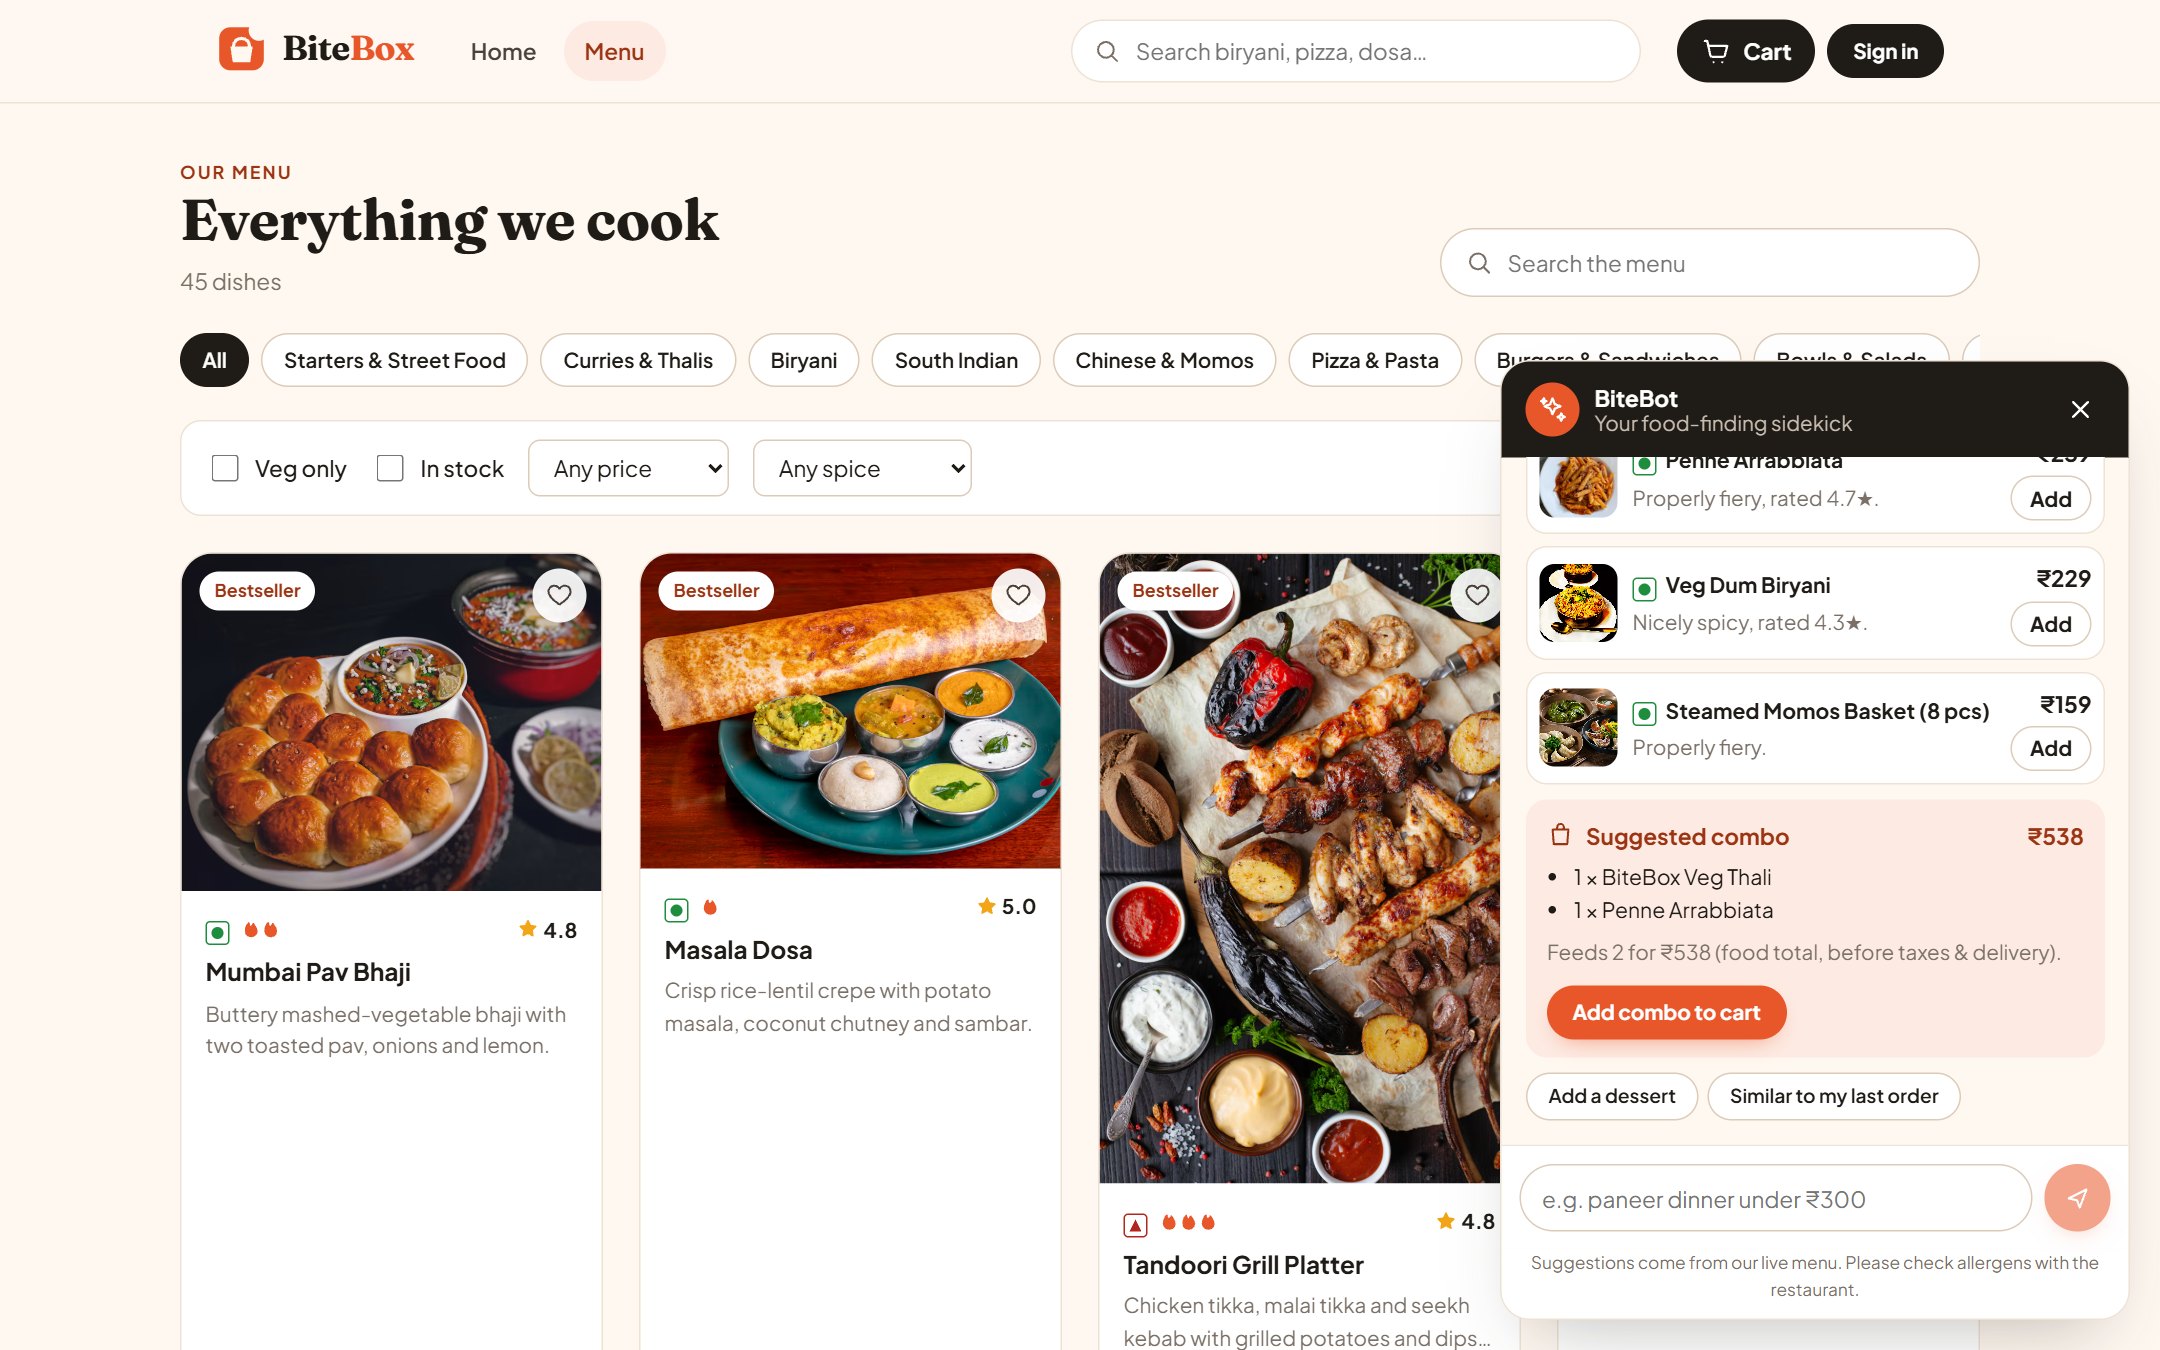 BiteBox
Home
Menu
Search biryani, pizza, dosa...
Cart
Sign in
OUR MENU
Everything we cook
45 dishes
Search the menu
All
Starters & Street Food
Curries & Thalis
Biryani
South Indian
Chinese & Momos
Pizza & Pasta
Burgers & Sandwiches
Bowls & Salads
Veg only
In stock
Any price
Any spice
Bestseller
4.8
Mumbai Pav Bhaji
Buttery mashed-vegetable bhaji with
two toasted pav, onions and lemon.
Bestseller
5.0
Masala Dosa
Crisp rice-lentil crepe with potato
masala, coconut chutney and sambar.
Bestseller
4.8
Tandoori Grill Platter
Chicken tikka, malai tikka and seekh
kebab with grilled potatoes and dips...
BiteBot
Your food-finding sidekick
Penne Arrabbiata
₹239
Properly fiery, rated 4.7★.
Add
Veg Dum Biryani
₹229
Nicely spicy, rated 4.3★.
Add
Steamed Momos Basket (8 pcs)
₹159
Properly fiery.
Add
Suggested combo
₹538
• 1 × BiteBox Veg Thali
• 1 × Penne Arrabbiata
Feeds 2 for ₹538 (food total, before taxes & delivery).
Add combo to cart
Add a dessert
Similar to my last order
e.g. paneer dinner under ₹300
Suggestions come from our live menu. Please check allergens with the
restaurant.